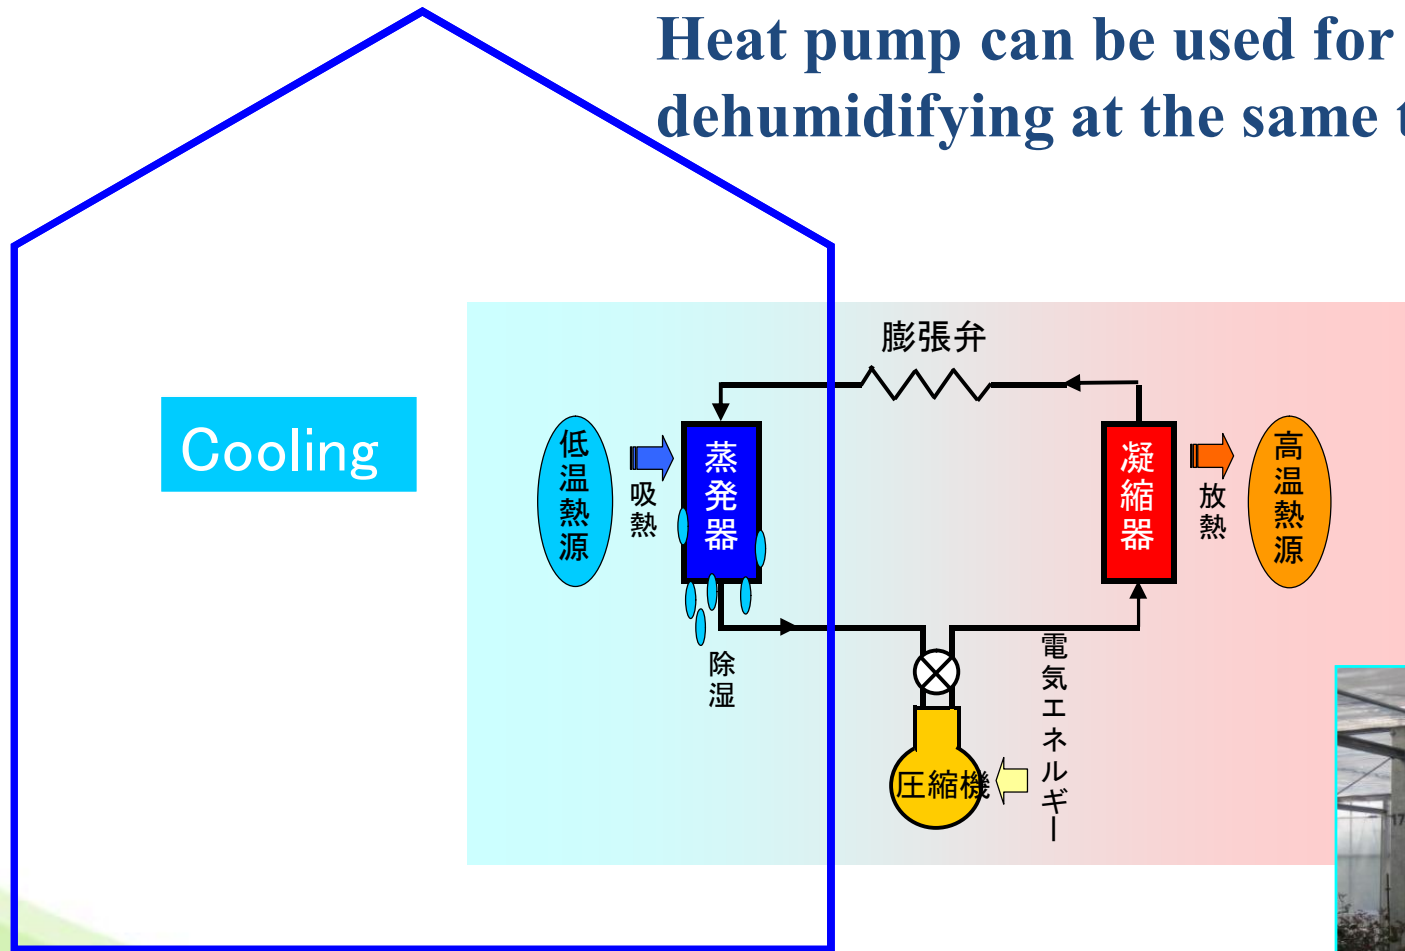 Heat pump can be used for
dehumidifying at the same t
膨張弁
Cooling
低温熱源
吸熱
蒸発器
凝縮器
放熱
高温熱源
除湿
電気エネルギー
圧縮機
17